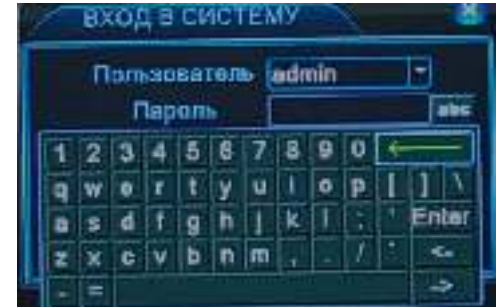 ВХОД В СИСТЕМУ
Пользователь admin
Пароль abc
1 2 3 4 5 6 7 8 9 0
q w e r t y u i o p [ ] \
a s d f g h j k l ; ' Enter
z x c v b n m , . / ` <-
- = ->